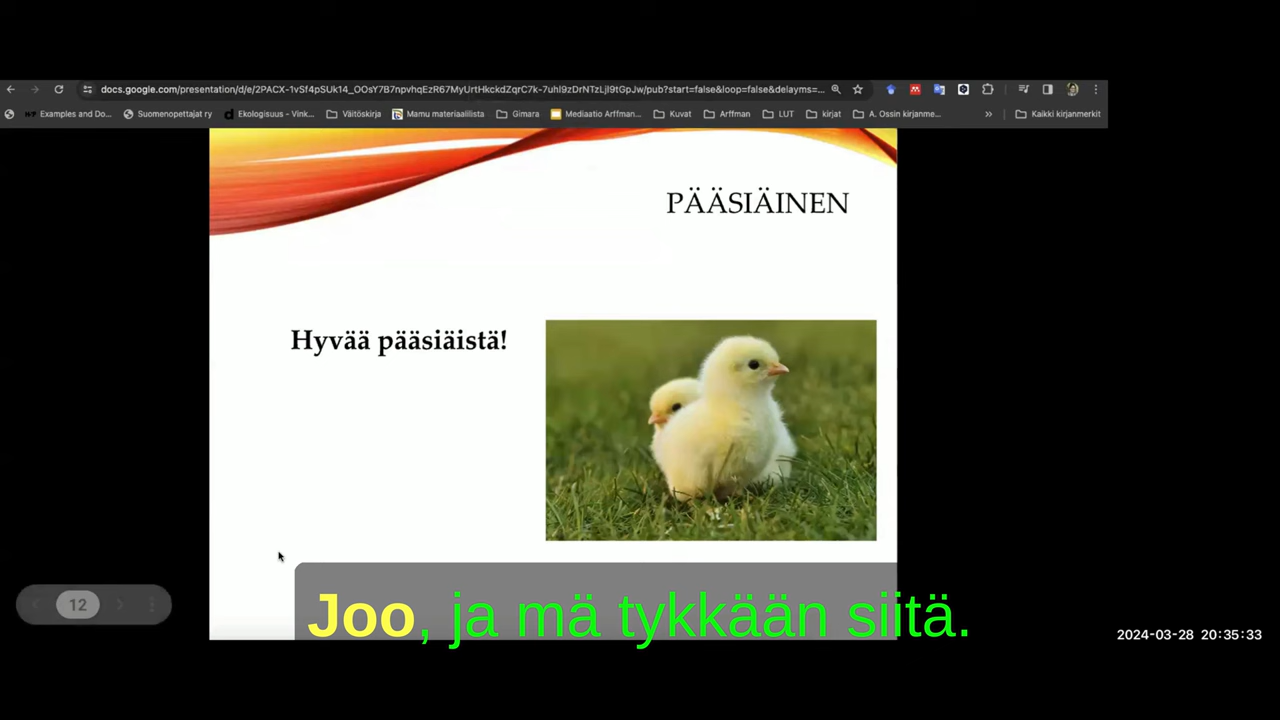 docs.google.com/presentation/d/e/2PACX-1vSf4pSUk14_OOsY7B7npvhqEzR67MyUrtHkckdZqrC7k-7uhI9zDrNTzLjI9tGpJw/pub?start=false&loop=false&delayms=...
Examples and Do... Suomenopettajat ry Ekologisuus - Vink... Väitöskirja Mamu materiaalilista Gimara Mediaatio Arffman... Kuvat Arffman LUT kirjat A. Ossin kirjanme... » Kaikki kirjanmerkit
PÄÄSIÄINEN
Hyvää pääsiäistä!
12
Joo, ja mä tykkään siitä.
2024-03-28 20:35:33